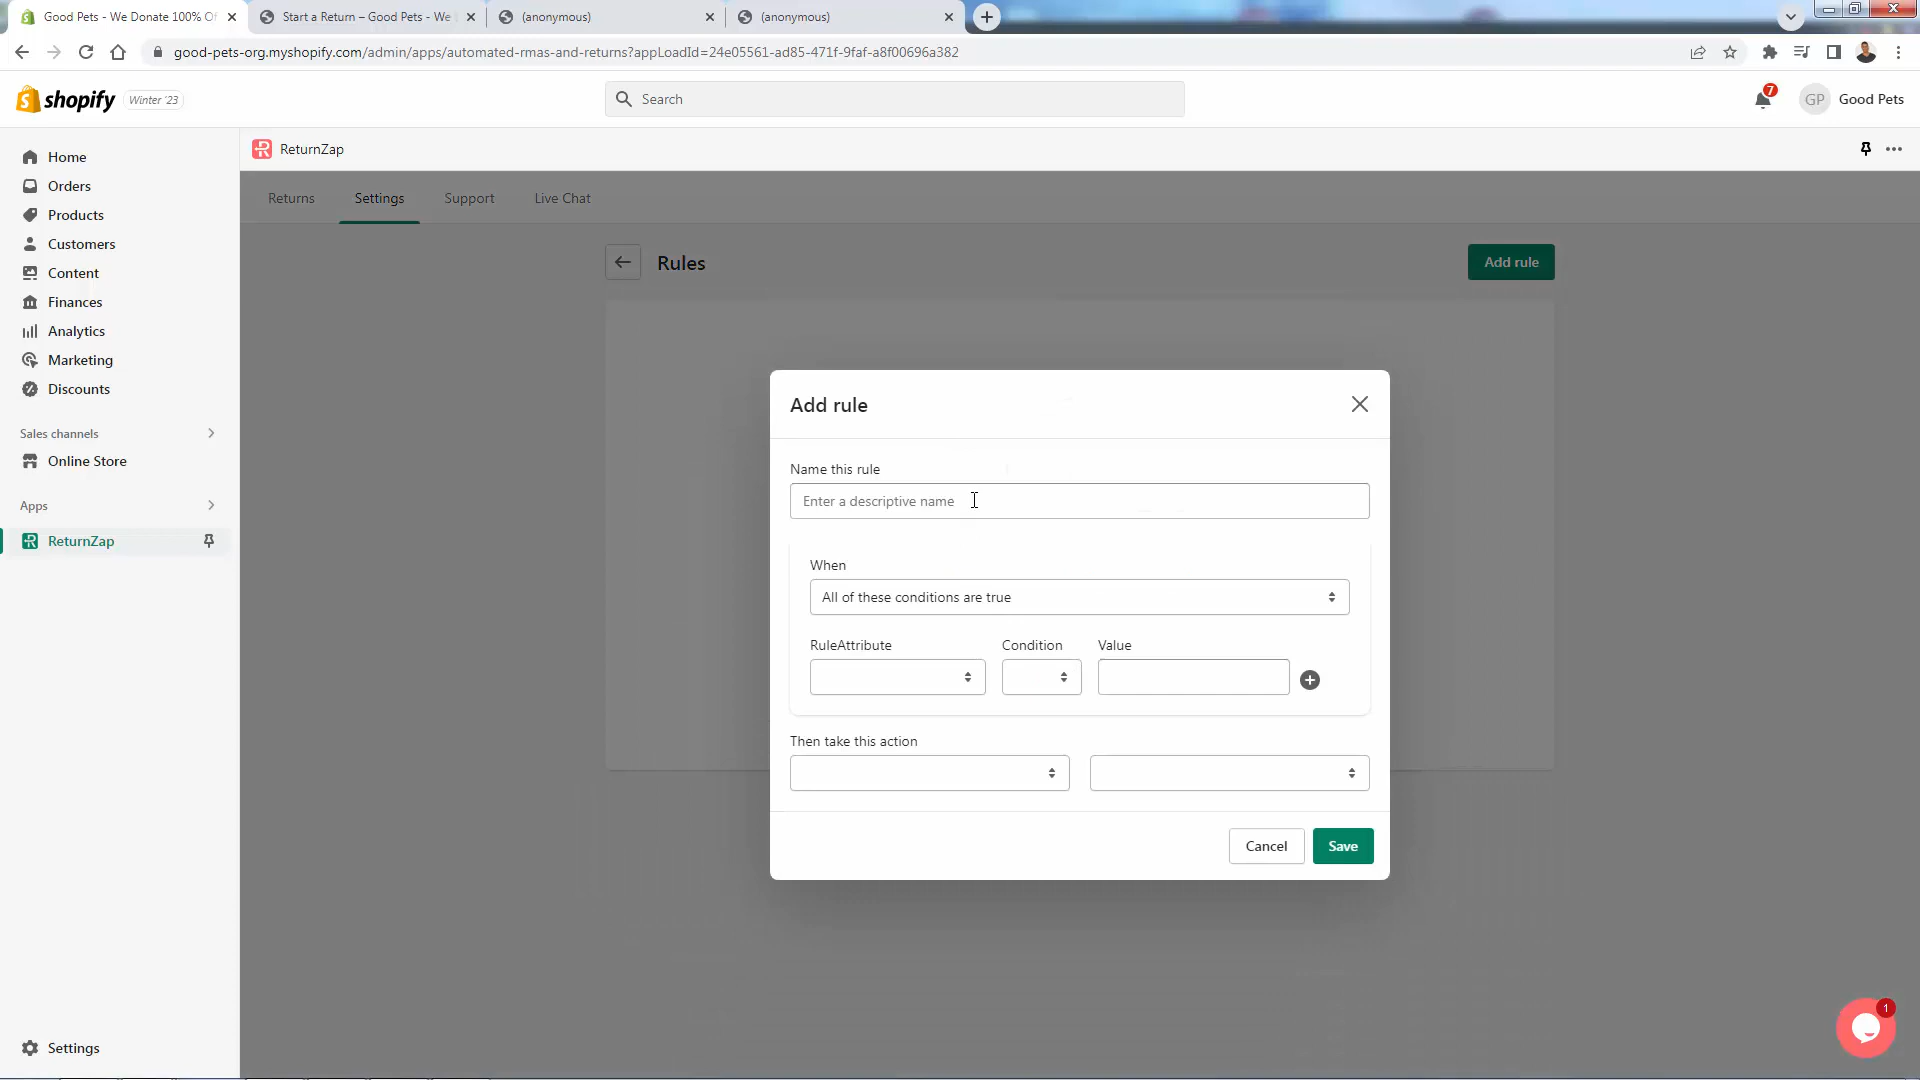 Good Pets - We Donate 100% Of
Start a Return – Good Pets - We
(anonymous)
(anonymous)
good-pets-org.myshopify.com/admin/apps/automated-rmas-and-returns?appLoadId=24e05561-ad85-471f-9faf-a8f00696a382
shopify
Winter '23
Search
7
GP
Good Pets
Home
Orders
Products
Customers
Content
Finances
Analytics
Marketing
Discounts
Sales channels
Online Store
Apps
ReturnZap
Settings
ReturnZap
Returns
Settings
Support
Live Chat
Rules
Add rule
Add rule
Name this rule
Enter a descriptive name
When
All of these conditions are true
RuleAttribute
Condition
Value
Then take this action
Cancel
Save
1